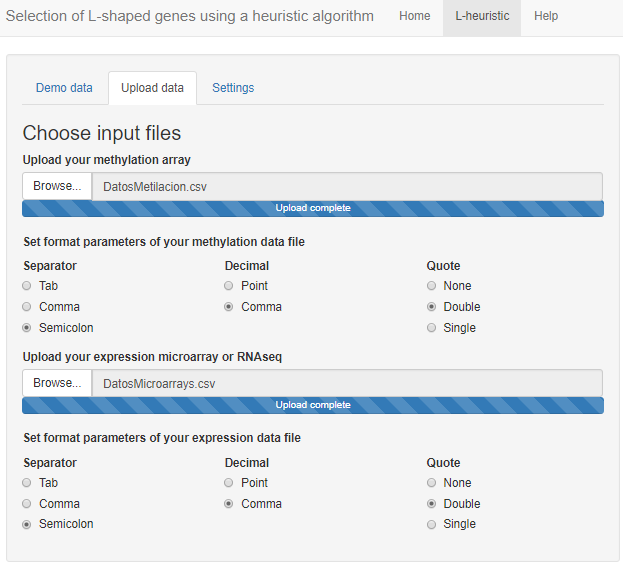 Selection of L-shaped genes using a heuristic algorithm Home L-heuristic Help
Demo data Upload data Settings
Choose input files
Upload your methylation array
Browse... DatosMetilacion.csv
Upload complete
Set format parameters of your methylation data file
Separator Decimal Quote
Tab Point None
Comma Comma Double
Semicolon Single
Upload your expression microarray or RNAseq
Browse... DatosMicroarrays.csv
Upload complete
Set format parameters of your expression data file
Separator Decimal Quote
Tab Point None
Comma Comma Double
Semicolon Single